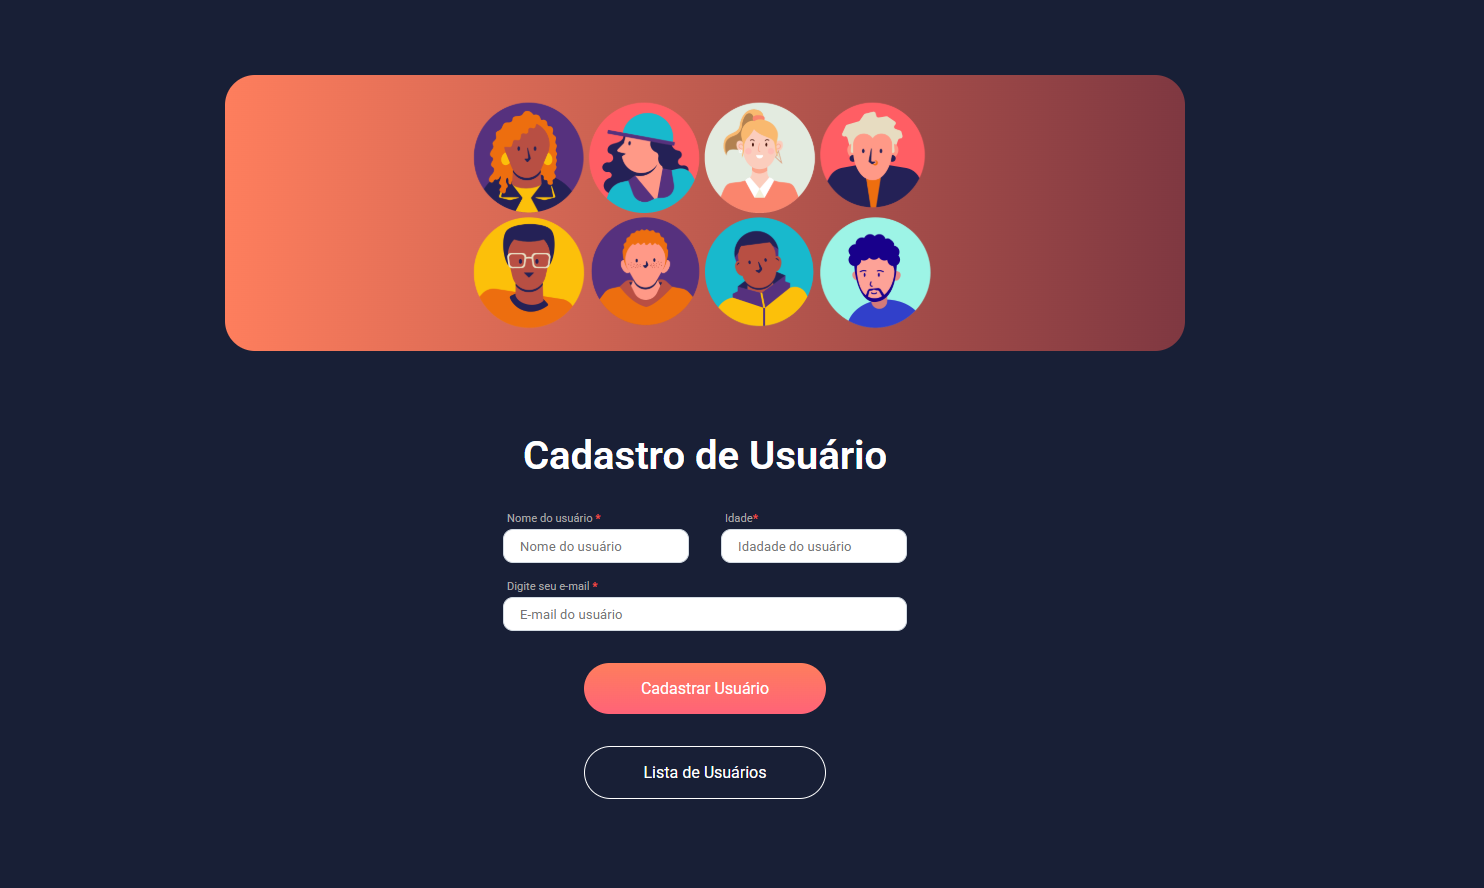 Cadastro de Usuário
Nome do usuário * Idade*
Nome do usuário Idadade do usuário
Digite seu e-mail *
E-mail do usuário
Cadastrar Usuário
Lista de Usuários